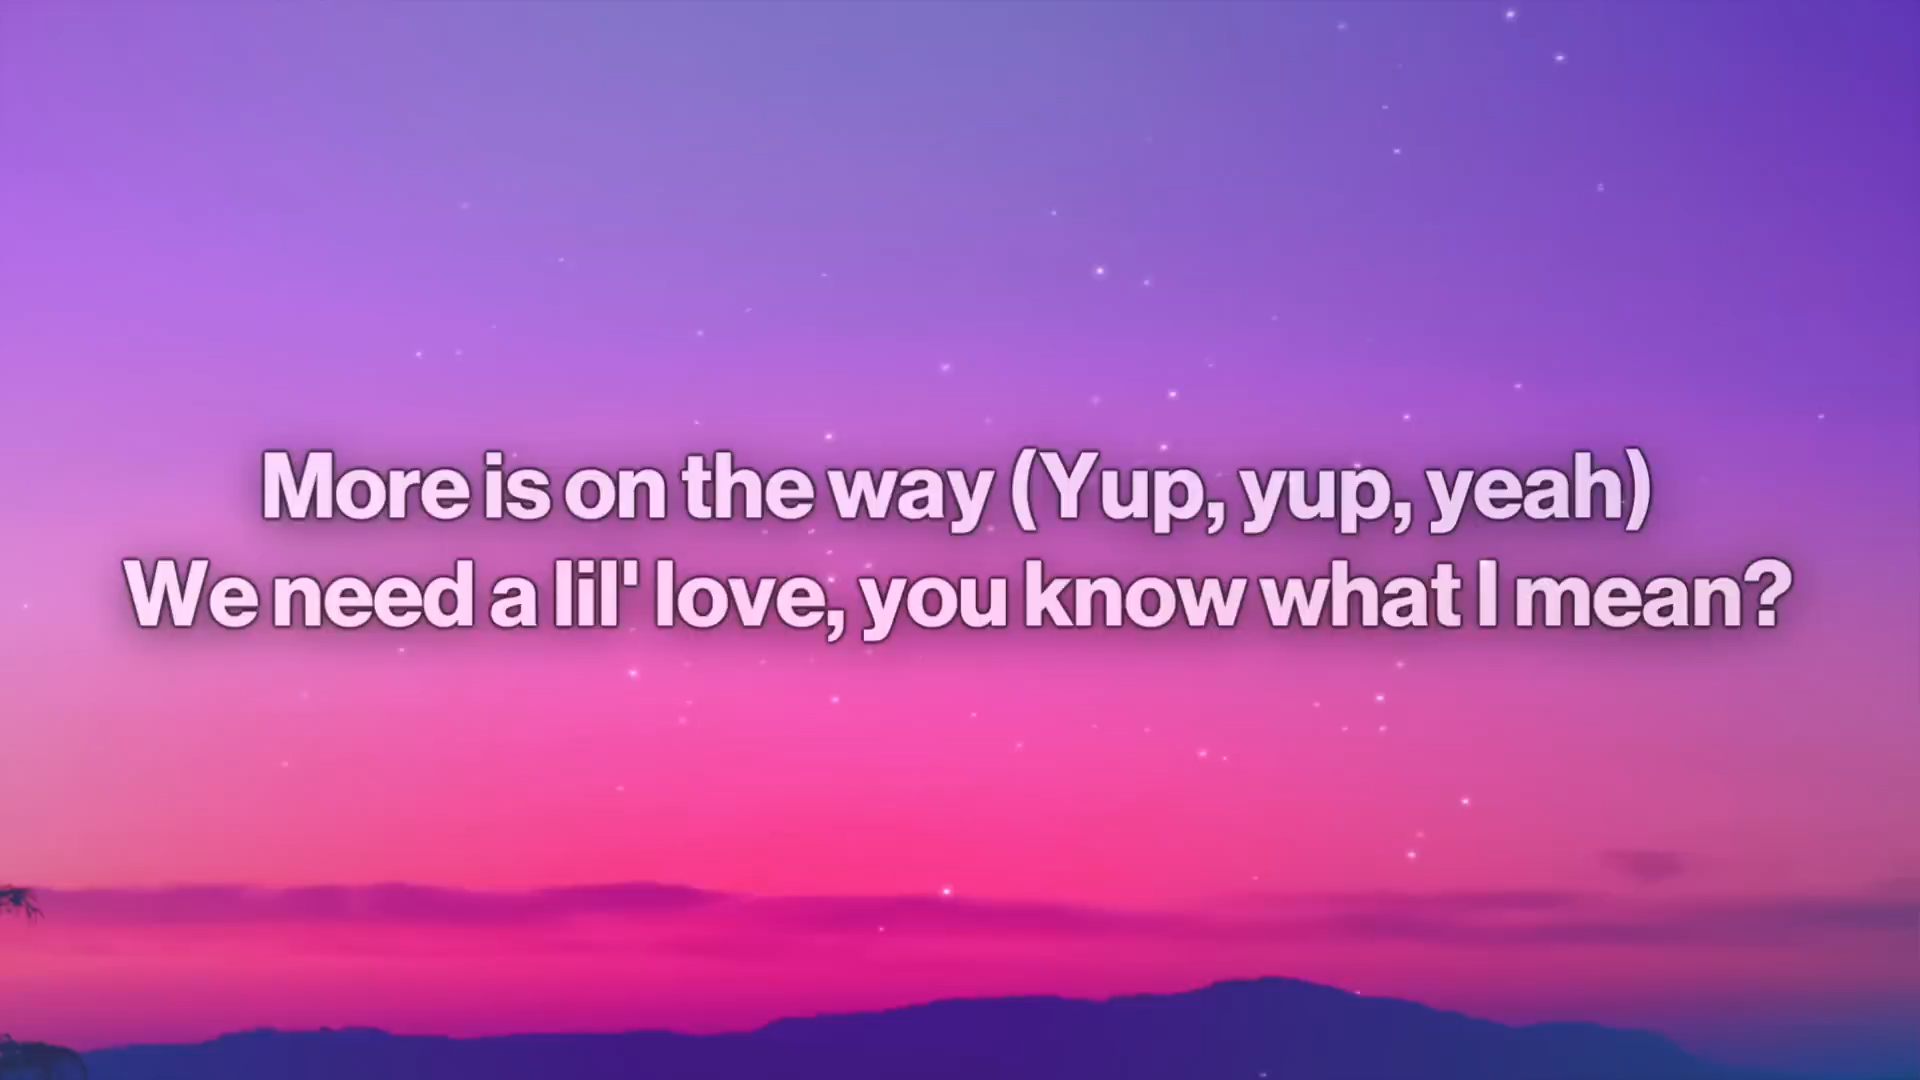 More is on the way (Yup, yup, yeah)
We need a lil' love, you know what I mean?